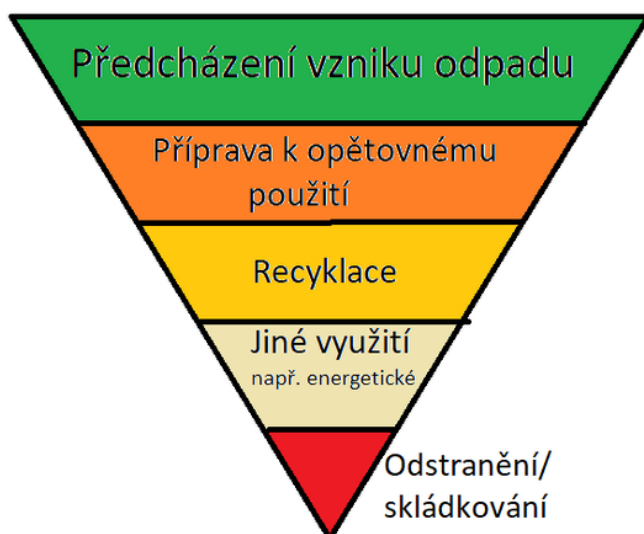 Předcházení vzniku odpadu
Příprava k opětovnému
použití
Recyklace
Jiné využití
např. energetické
Odstranění/
skládkování